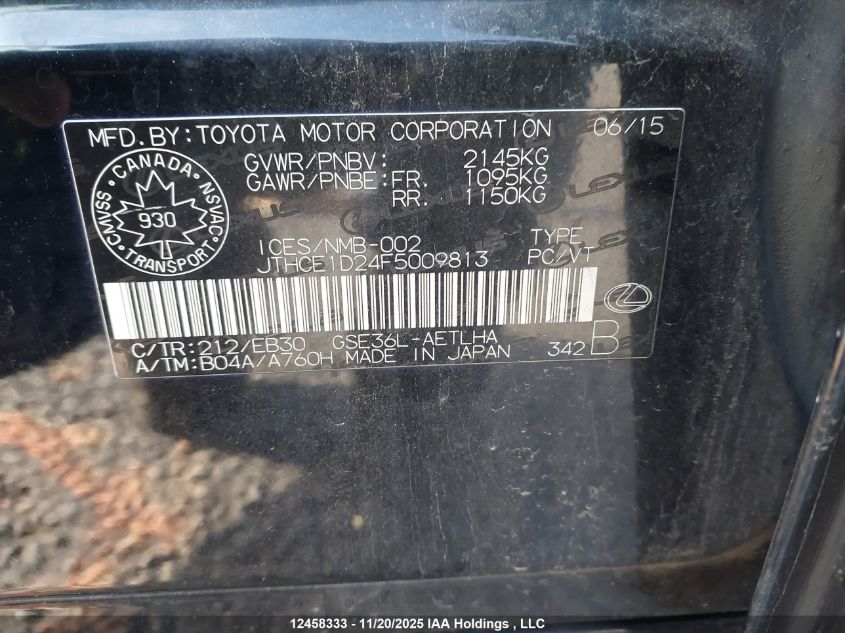 MFD.BY:TOYOTA MOTOR CORPORATION 06/15
GVWR/PNBV: 2145KG
GAWR/PNBE:FR. 1095KG
RR. 1150KG
CANADA
CMVSS NSVAC
930
TRANSPORT
ICES/NMB-002 TYPE
JTHCE1D24F5009813 PC/VT
C/TR:212/EB30 GSE36L-AETLHA
A/TM:B04A/A760H MADE IN JAPAN 342 B
LEXUS
12458333 - 11/20/2025 IAA Holdings , LLC